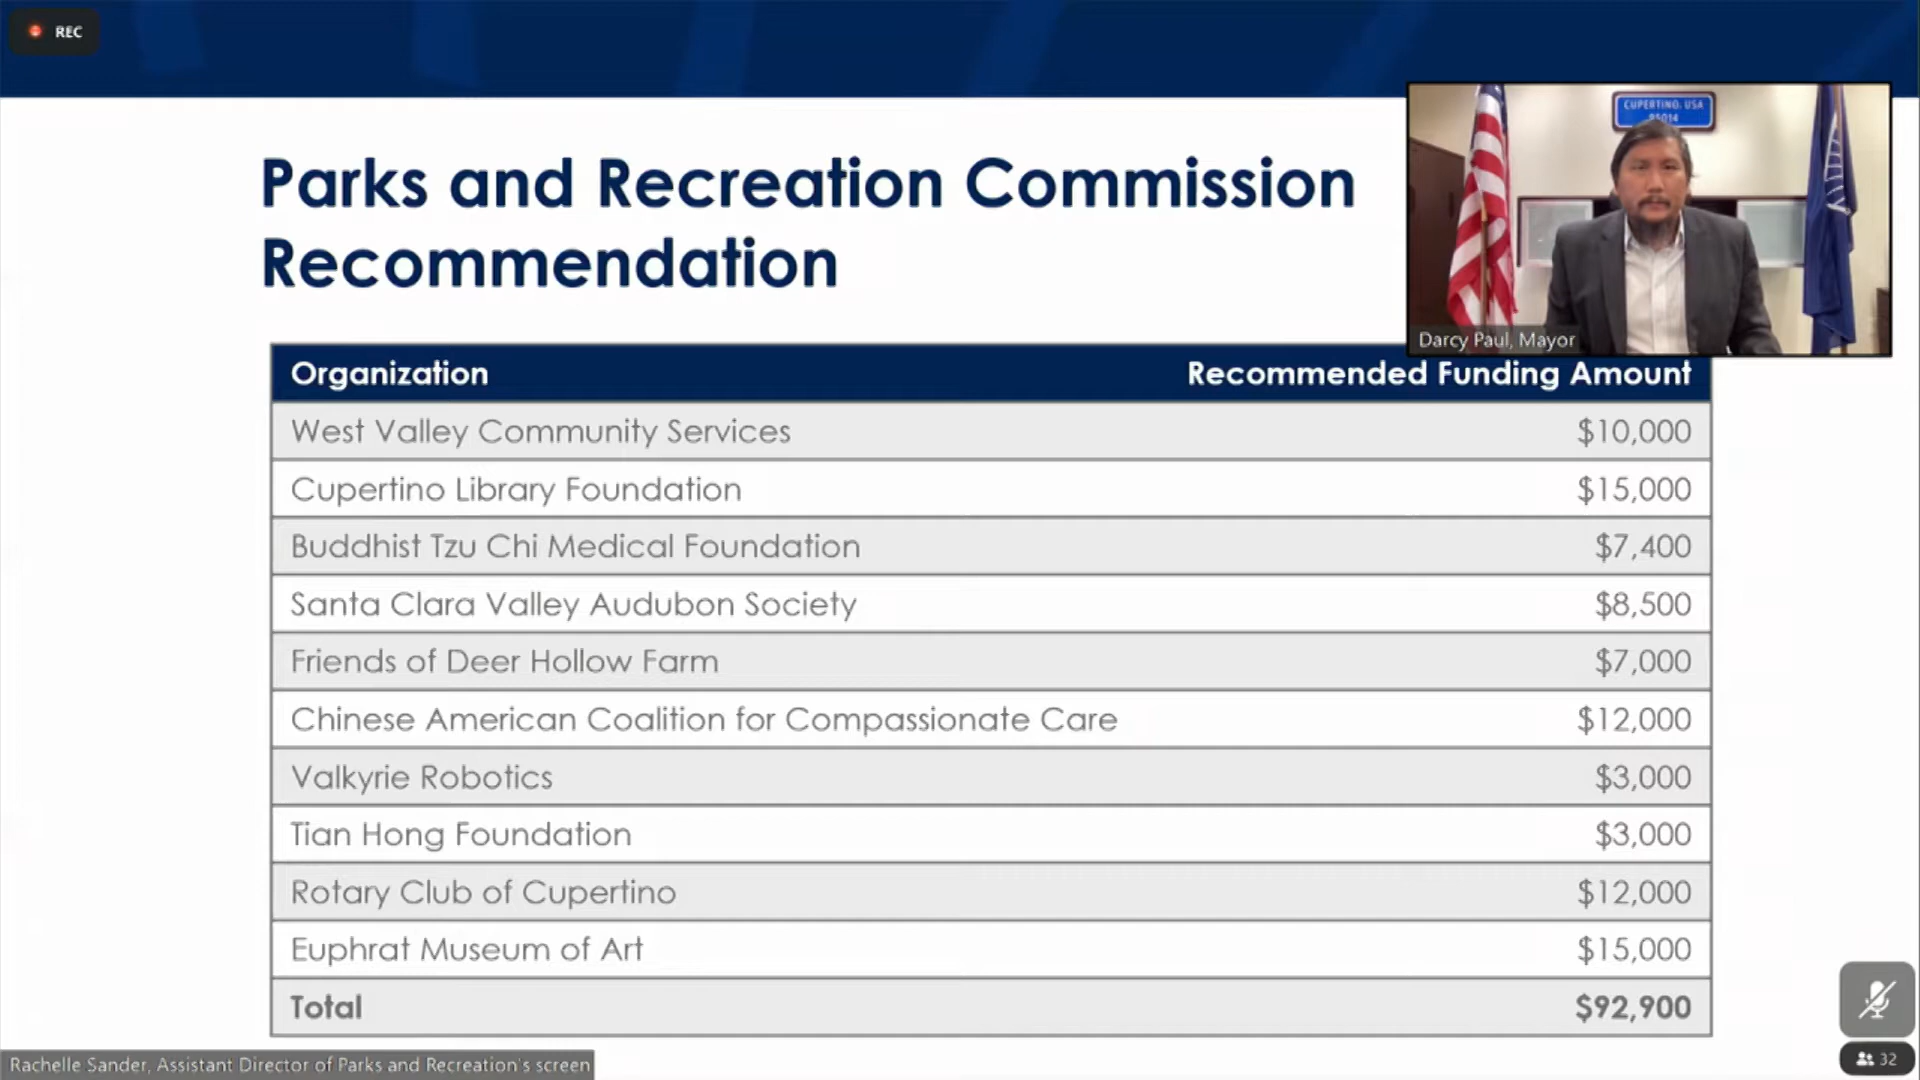 REC
CUPERTINO, USA
95014
Parks and Recreation Commission
Recommendation
Darcy Paul, Mayor
Organization Recommended Funding Amount
West Valley Community Services $10,000
Cupertino Library Foundation $15,000
Buddhist Tzu Chi Medical Foundation $7,400
Santa Clara Valley Audubon Society $8,500
Friends of Deer Hollow Farm $7,000
Chinese American Coalition for Compassionate Care $12,000
Valkyrie Robotics $3,000
Tian Hong Foundation $3,000
Rotary Club of Cupertino $12,000
Euphrat Museum of Art $15,000
Total $92,900
Rachelle Sander, Assistant Director of Parks and Recreation's screen
32